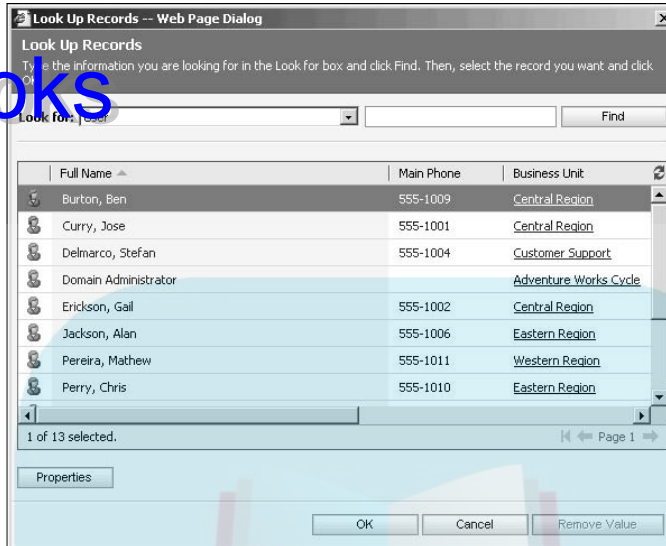 Look Up Records -- Web Page Dialog
Look Up Records
Type the information you are looking for in the Look for box and click Find. Then, select the record you want and click
OK.
oks
Look for: User Find
Full Name Main Phone Business Unit
Burton, Ben 555-1009 Central Region
Curry, Jose 555-1001 Central Region
Delmarco, Stefan 555-1004 Customer Support
Domain Administrator Adventure Works Cycle
Erickson, Gail 555-1002 Central Region
Jackson, Alan 555-1006 Eastern Region
Pereira, Mathew 555-1011 Western Region
Perry, Chris 555-1010 Eastern Region
1 of 13 selected. Page 1
Properties
OK Cancel Remove Value